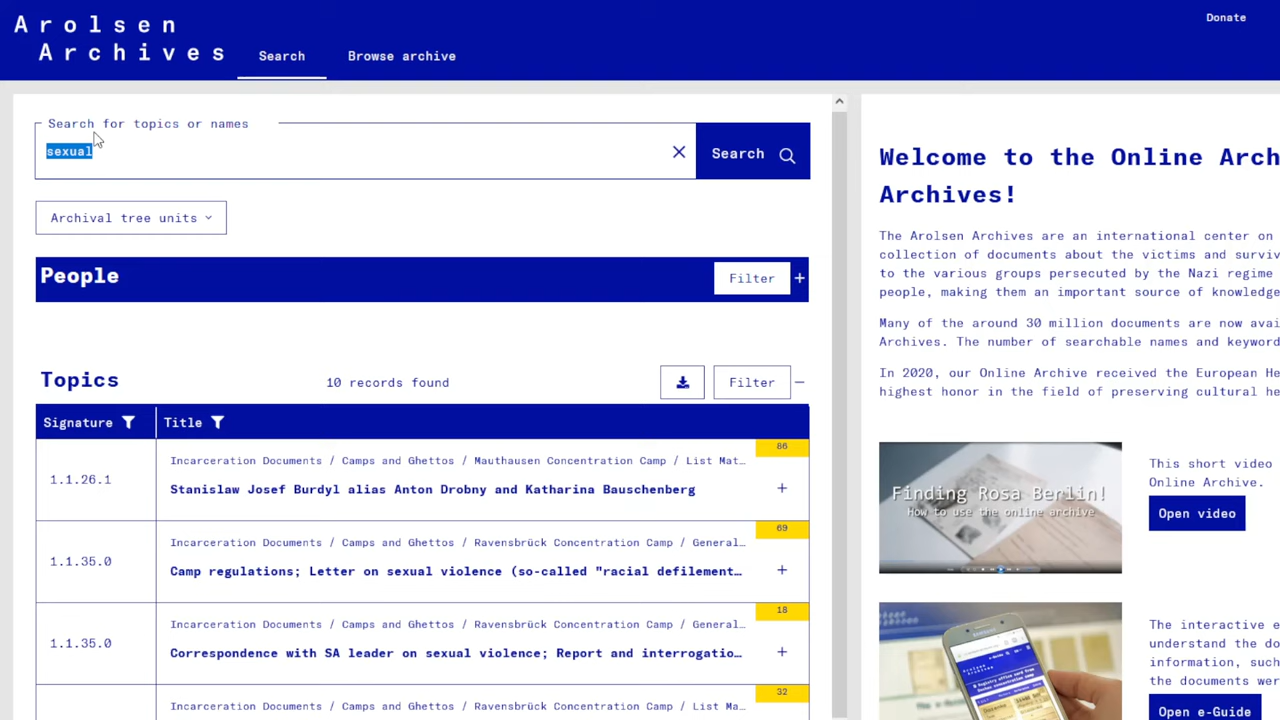 Arolsen
Archives
Search
Browse archive
Donate
Search for topics or names
sexual
Search
Archival tree units
People
Filter
Topics
10 records found
Filter
Signature
Title
86
Incarceration Documents / Camps and Ghettos / Mauthausen Concentration Camp / List Mat…
1.1.26.1
Stanislaw Josef Burdyl alias Anton Drobny and Katharina Bauschenberg
69
Incarceration Documents / Camps and Ghettos / Ravensbrück Concentration Camp / General…
1.1.35.0
Camp regulations; Letter on sexual violence (so-called "racial defilement…
18
Incarceration Documents / Camps and Ghettos / Ravensbrück Concentration Camp / General…
1.1.35.0
Correspondence with SA leader on sexual violence; Report and interrogatio…
32
Incarceration Documents / Camps and Ghettos / Mauthausen Concentration Camp / List Ma…
Welcome to the Online Arch
Archives!
The Arolsen Archives are an international center on
collection of documents about the victims and surviv
to the various groups persecuted by the Nazi regime
people, making them an important source of knowledge
Many of the around 30 million documents are now avai
Archives. The number of searchable names and keyword
In 2020, our Online Archive received the European He
highest honor in the field of preserving cultural he
Finding Rosa Berlin!
How to use the online archive
This short video
Online Archive.
Open video
The interactive e
understand the do
information, suc
the documents wer
Open e-Guide